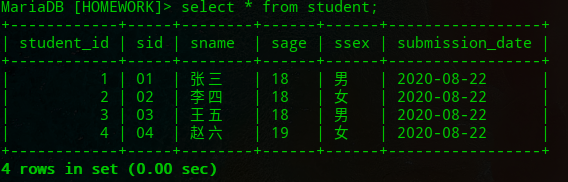 MariaDB [HOMEWORK]> select * from student;
+------------+-----+--------+------+------+-----------------+
| student_id | sid | sname  | sage | ssex | submission_date |
+------------+-----+--------+------+------+-----------------+
|          1 | 01  | 张三   | 18   | 男   | 2020-08-22      |
|          2 | 02  | 李四   | 18   | 女   | 2020-08-22      |
|          3 | 03  | 王五   | 18   | 男   | 2020-08-22      |
|          4 | 04  | 赵六   | 19   | 女   | 2020-08-22      |
+------------+-----+--------+------+------+-----------------+
4 rows in set (0.00 sec)